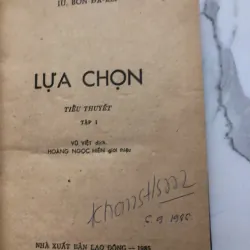 IU. BÔN-ĐA-RÉP
LỰA CHỌN
TIỂU THUYẾT
TẬP I
VŨ VIỆT dịch
HOÀNG NGỌC HIẾN giới thiệu
NHÀ XUẤT BẢN LAO ĐỘNG — 1985